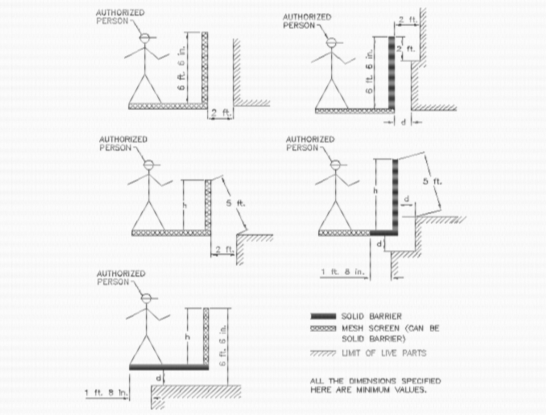 AUTHORIZED
PERSON
6 ft. 6 in.
2 ft.
AUTHORIZED
PERSON
2 ft.
2 ft.
6 ft. 6 in.
d
AUTHORIZED
PERSON
h
5 ft.
2 ft.
AUTHORIZED
PERSON
h
5 ft.
d
d
1 ft. 8 in.
AUTHORIZED
PERSON
h
6 ft. 6 in.
d
1 ft. 8 in.
SOLID BARRIER
MESH SCREEN (CAN BE
SOLID BARRIER)
LIMIT OF LIVE PARTS
ALL THE DIMENSIONS SPECIFIED
HERE ARE MINIMUM VALUES.